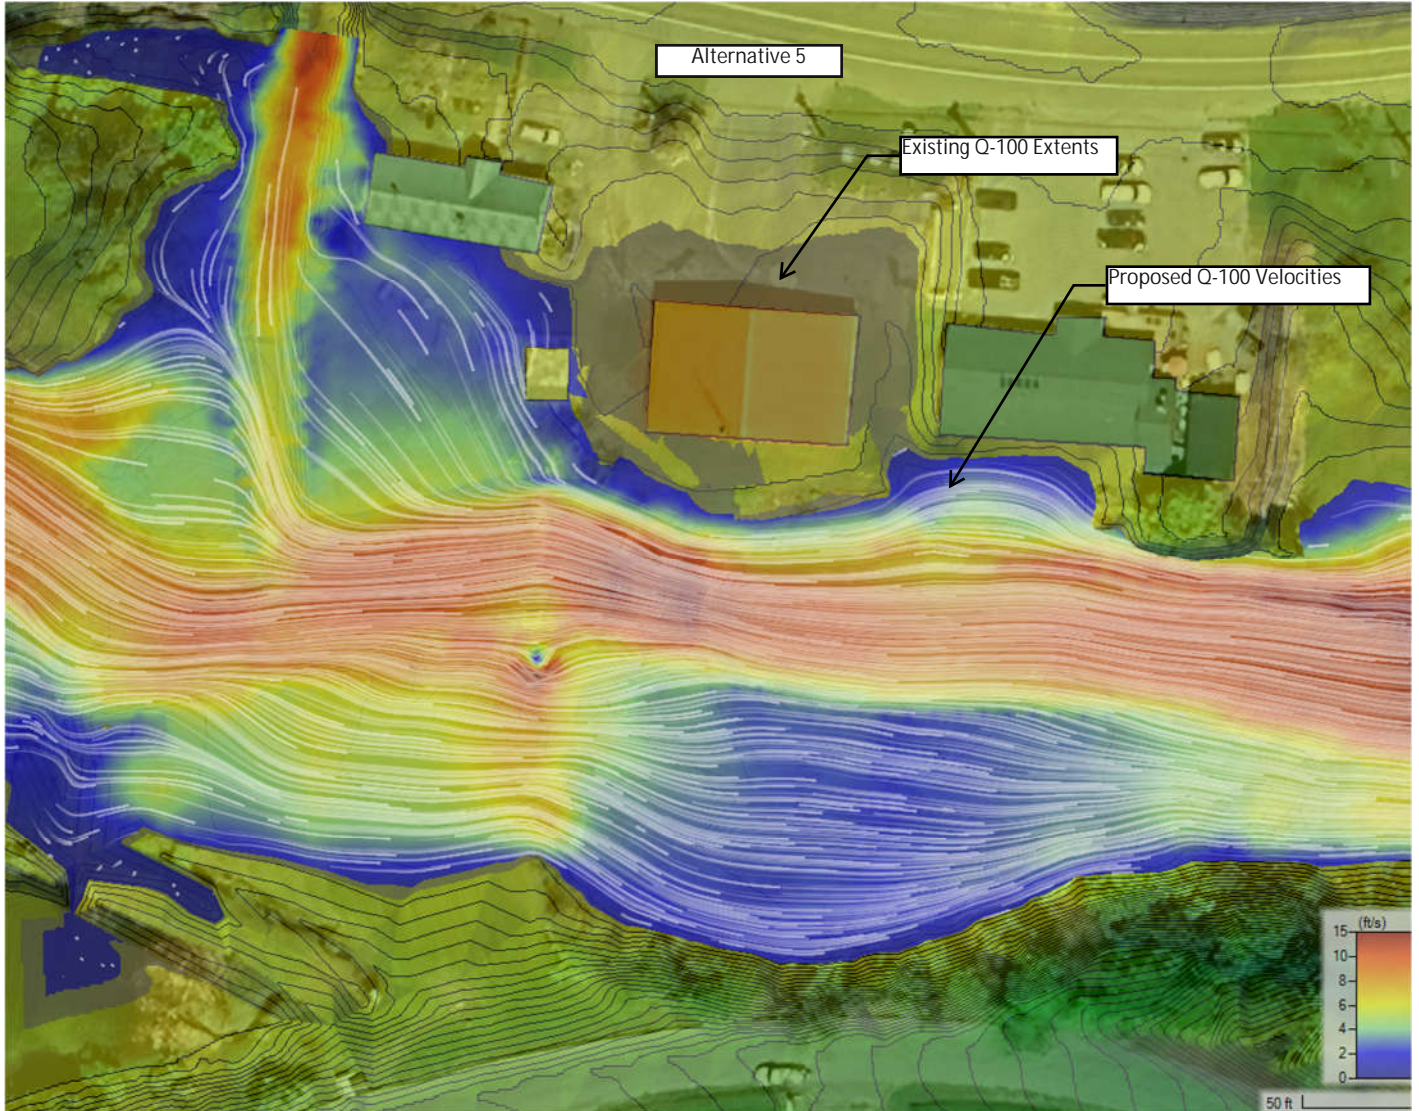 Alternative 5
Existing Q-100 Extents
Proposed Q-100 Velocities
(ft/s)
15
10
8
6
4
2
0
50 ft